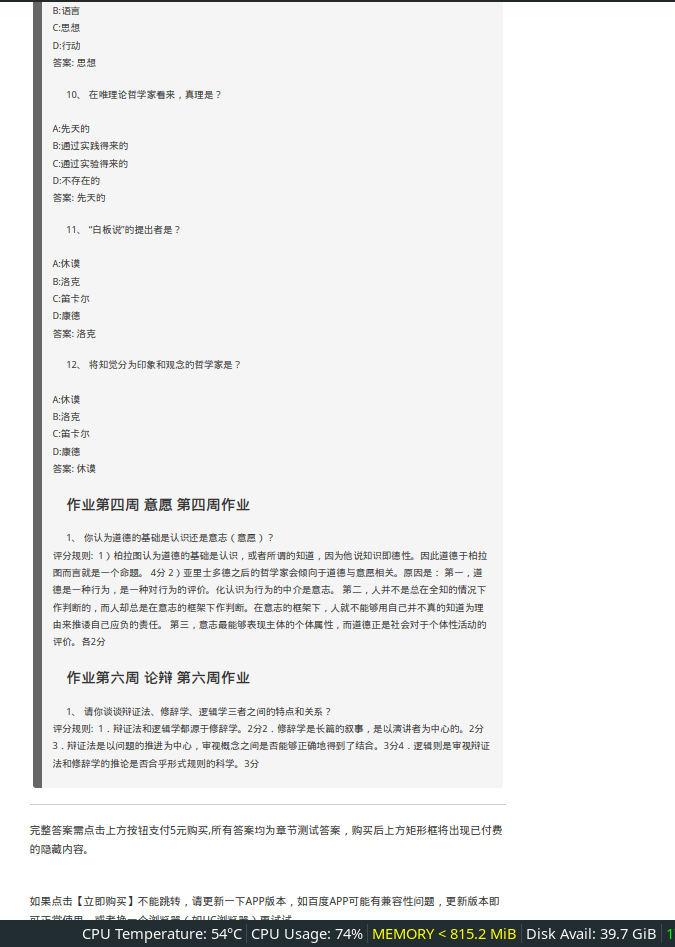 B:语言
C:思想
D:行动
答案: 思想
10、 在唯理论哲学家看来，真理是？
A:先天的
B:通过实践得来的
C:通过实验得来的
D:不存在的
答案: 先天的
11、 “白板说”的提出者是？
A:休谟
B:洛克
C:笛卡尔
D:康德
答案: 洛克
12、 将知觉分为印象和观念的哲学家是？
A:休谟
B:洛克
C:笛卡尔
D:康德
答案: 休谟
作业第四周 意愿 第四周作业
1、 你认为道德的基础是认识还是意志（意愿）？
评分规则: 1）柏拉图认为道德的基础是认识，或者所谓的知道，因为他说知识即德性。因此道德于柏拉
图而言就是一个命题。 4分 2）亚里士多德之后的哲学家会倾向于道德与意愿相关。原因是： 第一，道
德是一种行为，是一种对行为的评价。化认识为行为的中介是意志。 第二，人并不是总在全知的情况下
作判断的，而人却总是在意志的框架下作判断。在意志的框架下，人就不能够用自己并不真的知道为理
由来推诿自己应负的责任。 第三，意志最能够表现主体的个体属性，而道德正是社会对于个体性活动的
评价。各2分
作业第六周 论辩 第六周作业
1、 请你谈谈辩证法、修辞学、逻辑学三者之间的特点和关系？
评分规则: 1．辩证法和逻辑学都源于修辞学。2分2．修辞学是长篇的叙事，是以演讲者为中心的。2分
3．辩证法是以问题的推进为中心，审视概念之间是否能够正确地得到了结合。3分4．逻辑则是审视辩证
法和修辞学的推论是否合乎形式规则的科学。3分
完整答案需点击上方按钮支付5元购买,所有答案均为章节测试答案，购买后上方矩形框将出现已付费
的隐藏内容。
如果点击【立即购买】不能跳转，请更新一下APP版本，如百度APP可能有兼容性问题，更新版本即
可正常使用，或者换一个浏览器（如UC浏览器）再试试
CPU Temperature: 54°C CPU Usage: 74% MEMORY < 815.2 MiB Disk Avail: 39.7 GiB 1